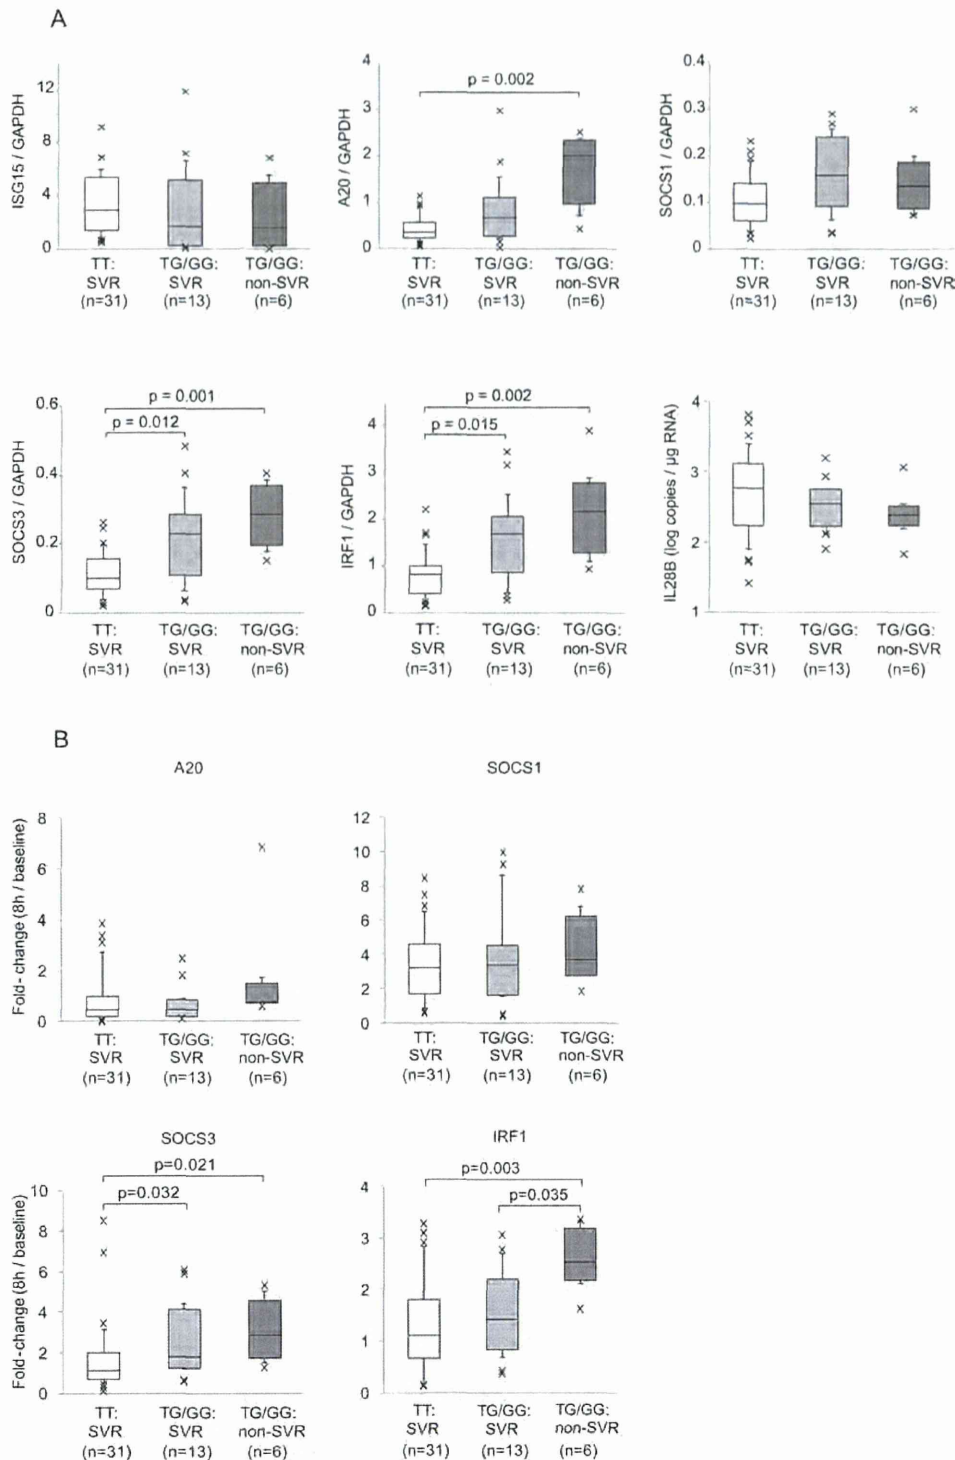 A
ISG15 / GAPDH
12
8
4
0
TT:
SVR
(n=31)
TG/GG:
SVR
(n=13)
TG/GG:
non-SVR
(n=6)
A20 / GAPDH
4
3
2
1
0
p = 0.002
TT:
SVR
(n=31)
TG/GG:
SVR
(n=13)
TG/GG:
non-SVR
(n=6)
SOCS1 / GAPDH
0.4
0.3
0.2
0.1
0
TT:
SVR
(n=31)
TG/GG:
SVR
(n=13)
TG/GG:
non-SVR
(n=6)
SOCS3 / GAPDH
0.6
0.4
0.2
0
p = 0.001
p = 0.012
TT:
SVR
(n=31)
TG/GG:
SVR
(n=13)
TG/GG:
non-SVR
(n=6)
IRF1 / GAPDH
4
3
2
1
0
p = 0.002
p = 0.015
TT:
SVR
(n=31)
TG/GG:
SVR
(n=13)
TG/GG:
non-SVR
(n=6)
IL28B (log copies / µg RNA)
4
3
2
1
TT:
SVR
(n=31)
TG/GG:
SVR
(n=13)
TG/GG:
non-SVR
(n=6)
B
A20
Fold-change (8h / baseline)
8
6
4
2
0
TT:
SVR
(n=31)
TG/GG:
SVR
(n=13)
TG/GG:
non-SVR
(n=6)
SOCS1
12
10
8
6
4
2
0
TT:
SVR
(n=31)
TG/GG:
SVR
(n=13)
TG/GG:
non-SVR
(n=6)
SOCS3
p=0.021
p=0.032
Fold-change (8h / baseline)
10
8
6
4
2
0
TT:
SVR
(n=31)
TG/GG:
SVR
(n=13)
TG/GG:
non-SVR
(n=6)
IRF1
p=0.003
p=0.035
4
3
2
1
0
TT:
SVR
(n=31)
TG/GG:
SVR
(n=13)
TG/GG:
non-SVR
(n=6)